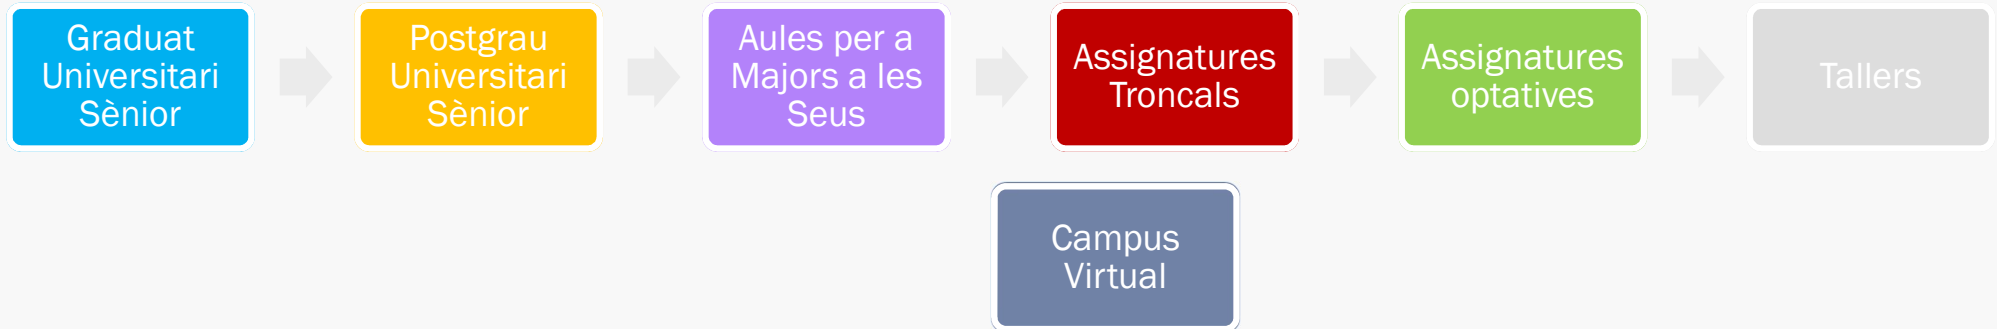 Graduat
Universitari
Sènior
Postgrau
Universitari
Sènior
Aules per a
Majors a les
Seus
Assignatures
Troncals
Assignatures
optatives
Tallers
Campus
Virtual